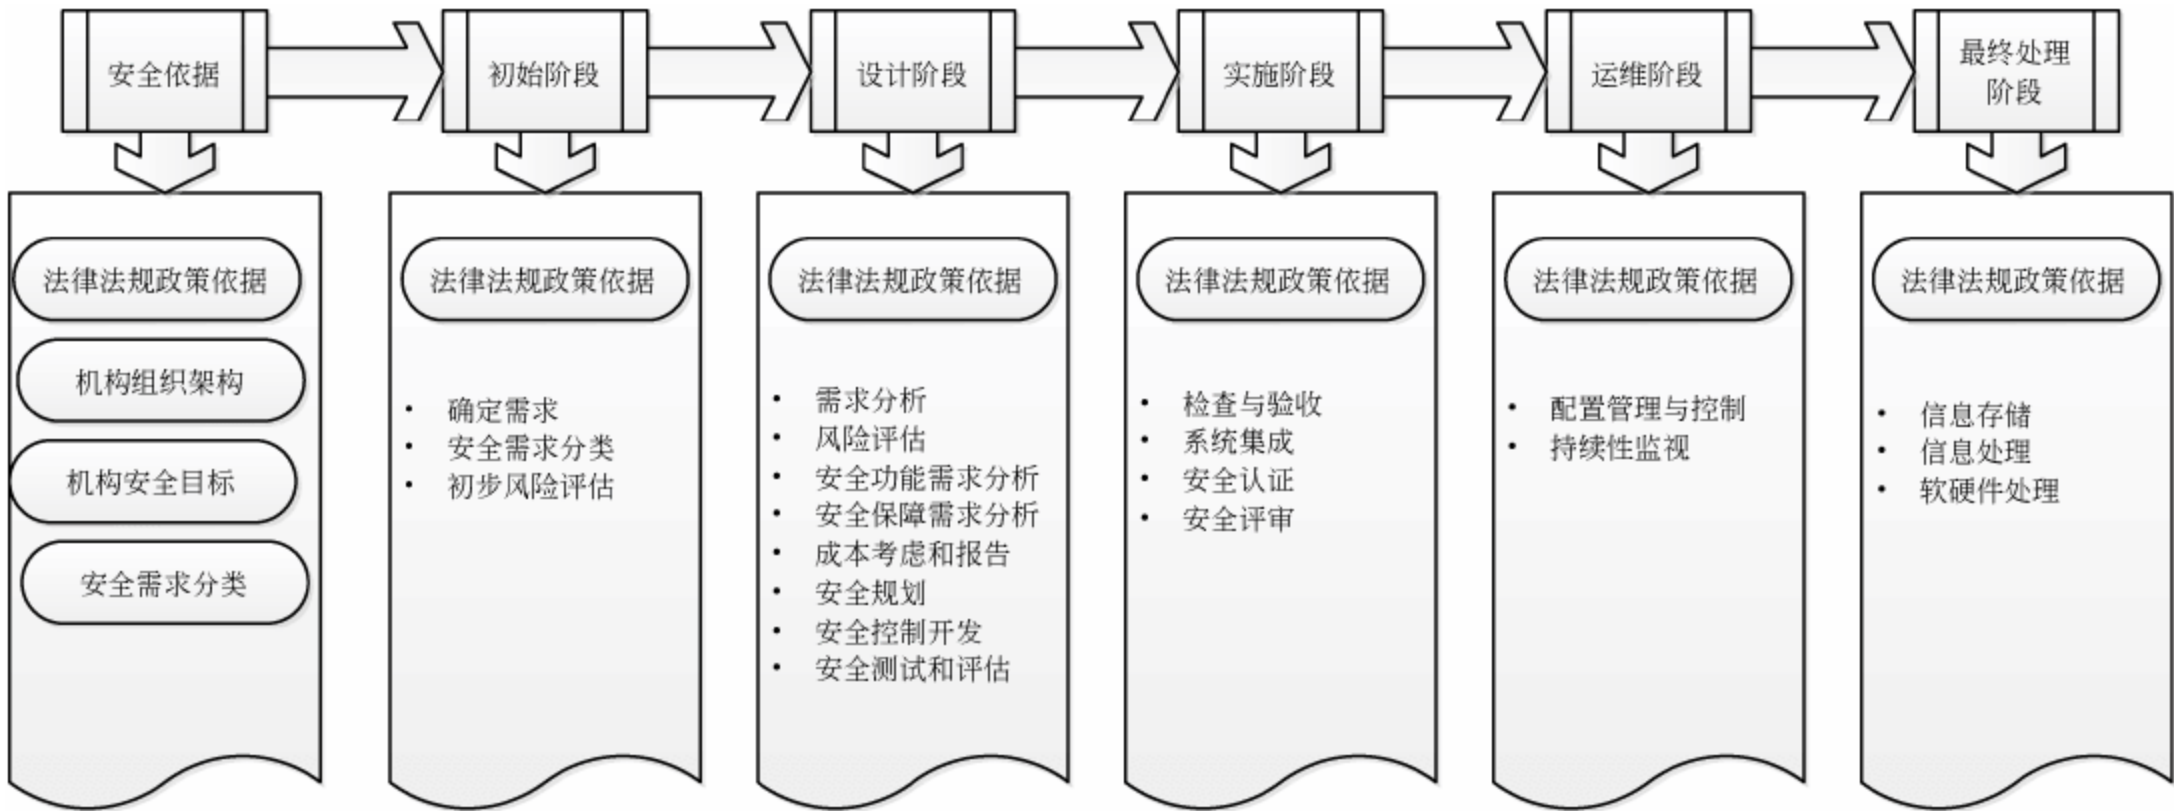 安全依据
初始阶段
设计阶段
实施阶段
运维阶段
最终处理
阶段
法律法规政策依据
机构组织架构
机构安全目标
安全需求分类
法律法规政策依据
• 确定需求
• 安全需求分类
• 初步风险评估
法律法规政策依据
• 需求分析
• 风险评估
• 安全功能需求分析
• 安全保障需求分析
• 成本考虑和报告
• 安全规划
• 安全控制开发
• 安全测试和评估
法律法规政策依据
• 检查与验收
• 系统集成
• 安全认证
• 安全评审
法律法规政策依据
• 配置管理与控制
• 持续性监视
法律法规政策依据
• 信息存储
• 信息处理
• 软硬件处理